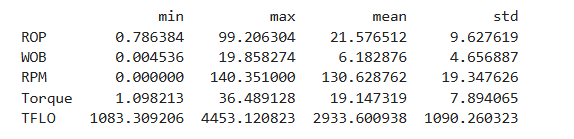 min max mean std
ROP 0.786384 99.206304 21.576512 9.627619
WOB 0.004536 19.858274 6.182876 4.656887
RPM 0.000000 140.351000 130.628762 19.347626
Torque 1.098213 36.489128 19.147319 7.894065
TFLO 1083.309206 4453.120823 2933.600938 1090.260323